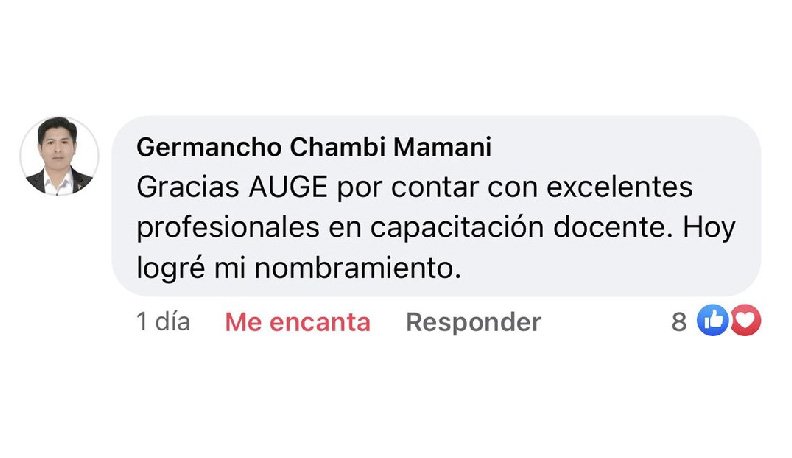 Germancho Chambi Mamani
Gracias AUGE por contar con excelentes
profesionales en capacitación docente. Hoy
logré mi nombramiento.
1 día Me encanta Responder 8